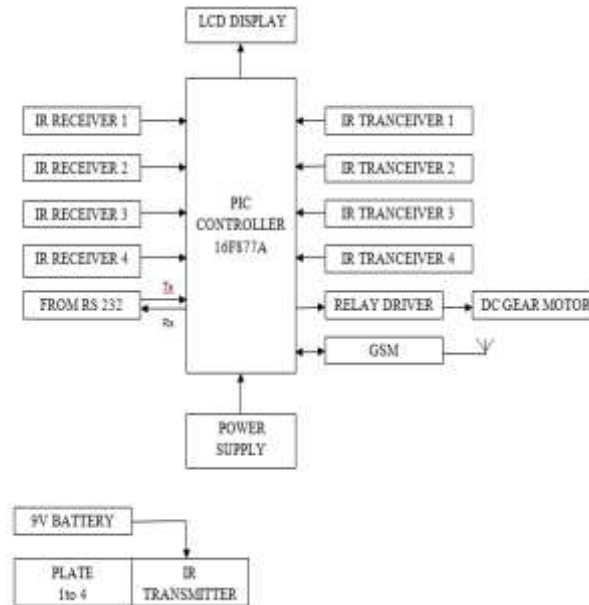 LCD DISPLAY
IR RECEIVER 1
IR RECEIVER 2
IR RECEIVER 3
IR RECEIVER 4
FROM RS 232
Tx
Rx
PIC
CONTROLLER
16F877A
IR TRANCEIVER 1
IR TRANCEIVER 2
IR TRANCEIVER 3
IR TRANCEIVER 4
RELAY DRIVER
DC GEAR MOTOR
GSM
POWER
SUPPLY
9V BATTERY
PLATE
1to 4
IR
TRANSMITTER